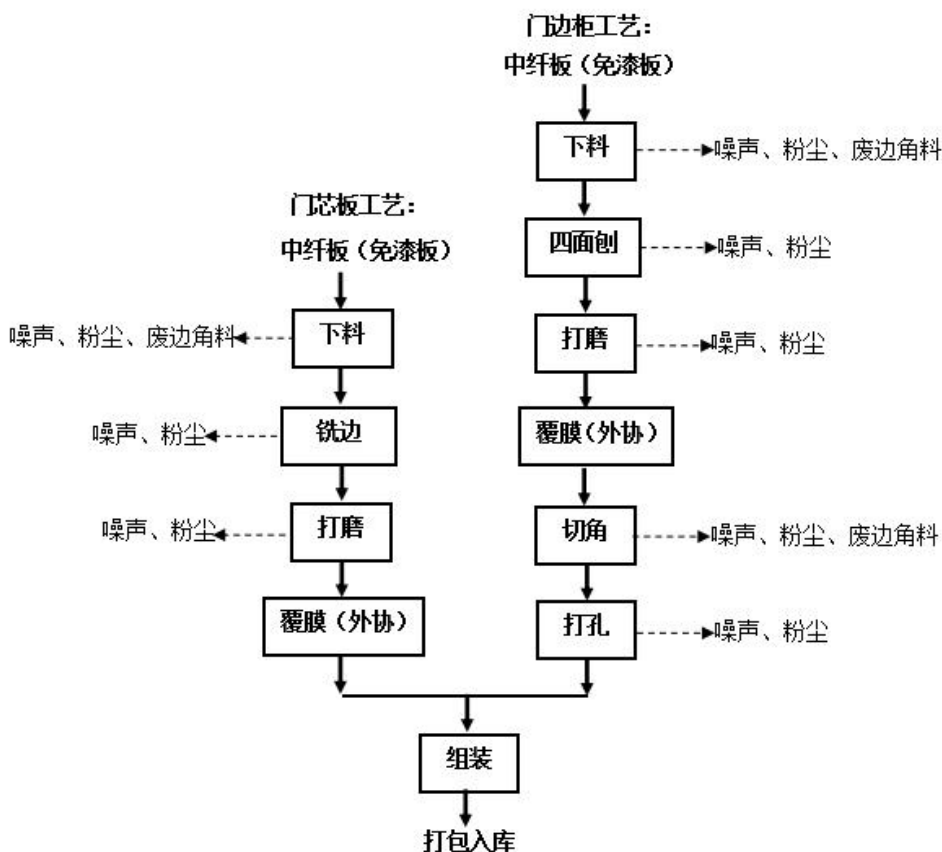 门边柜工艺：
中纤板（免漆板）
下料
噪声、粉尘、废边角料
四面刨
噪声、粉尘
打磨
噪声、粉尘
覆膜（外协）
切角
噪声、粉尘、废边角料
打孔
噪声、粉尘
门芯板工艺：
中纤板（免漆板）
噪声、粉尘、废边角料
下料
噪声、粉尘
铣边
噪声、粉尘
打磨
覆膜（外协）
组装
打包入库